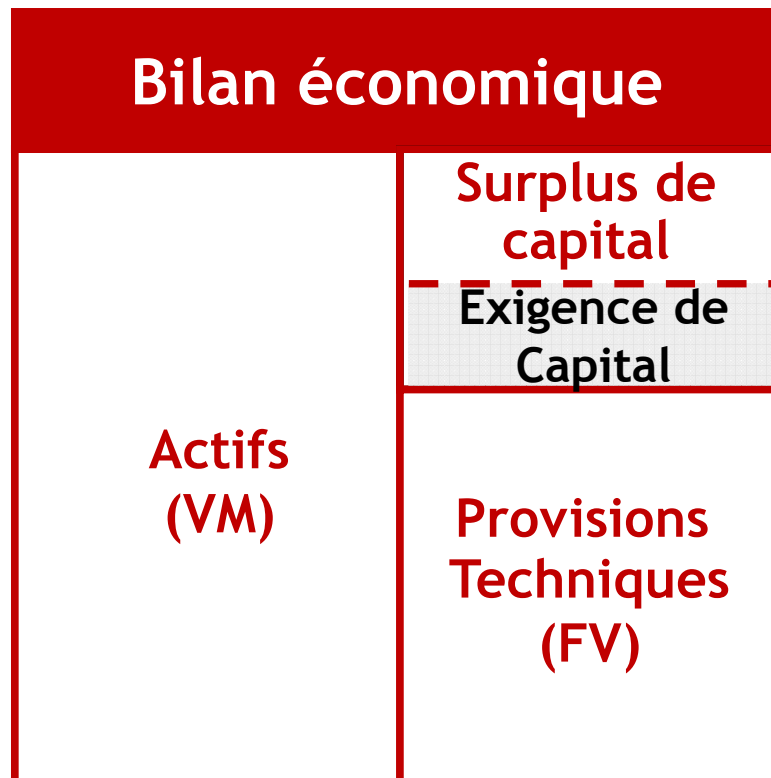 Bilan économique
Actifs
(VM)
Surplus de
capital
Exigence de
Capital
Provisions
Techniques
(FV)